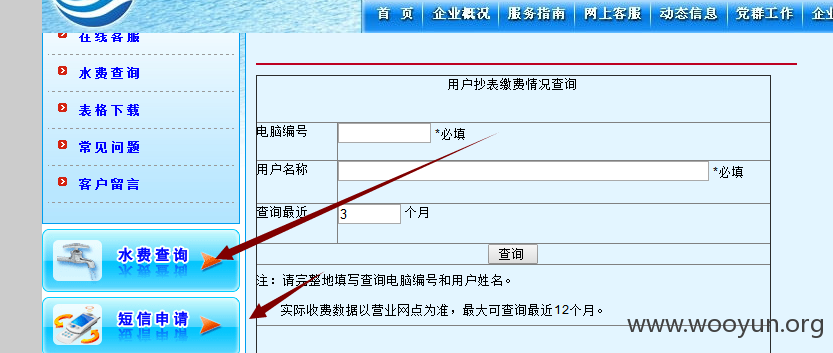 首 页 企业概况 服务指南 网上客服 动态信息 党群工作 企业
在线客服
水费查询
表格下载
常见问题
客户留言
水费查询
短信申请
用户抄表缴费情况查询
电脑编号 *必填
用户名称 *必填
查询最近 3 个月
查询
注：请完整地填写查询电脑编号和用户姓名。
实际收费数据以营业网点为准，最大可查询最近12个月。
www.wooyun.org